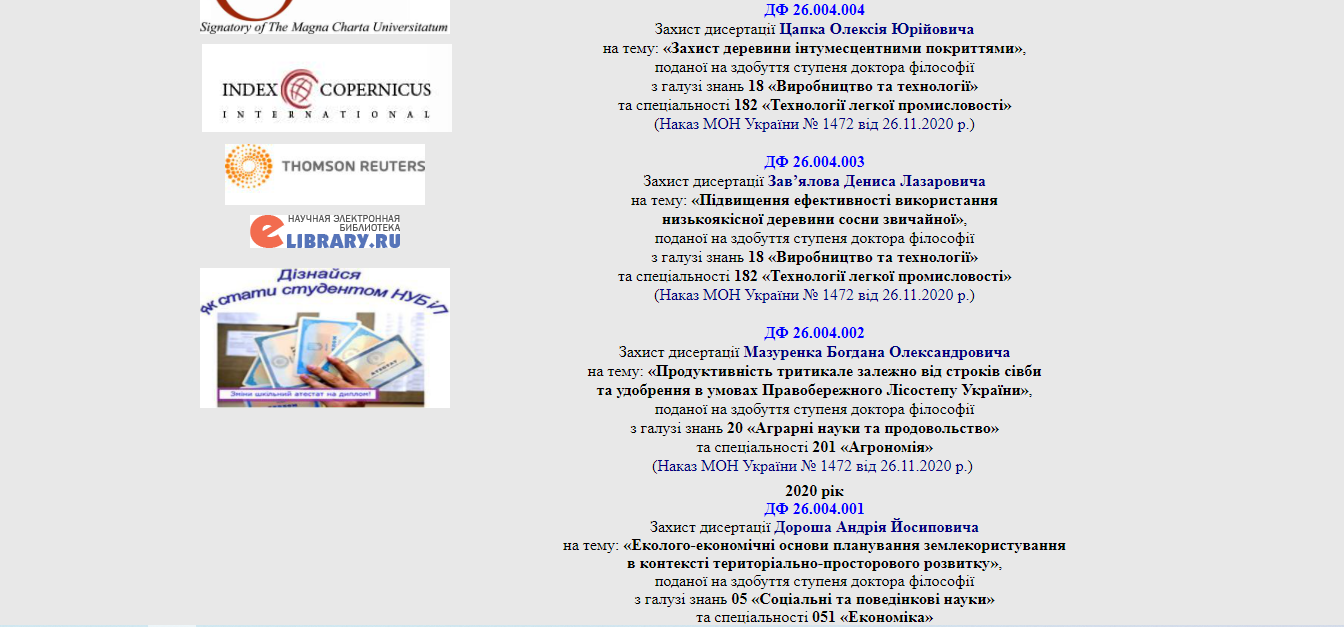 Signatory of The Magna Charta Universitatum
INDEX COPERNICUS
INTERNATIONAL
THOMSON REUTERS
НАУЧНАЯ ЭЛЕКТРОННАЯ
БИБЛИОТЕКА
eLIBRARY.RU
Дізнайся
як стати студентом НУБіП
Зміни шкільний атестат на диплом!
ДФ 26.004.004
Захист дисертації Цапка Олексія Юрійовича
на тему: «Захист деревини інтумесцентними покриттями»,
поданої на здобуття ступеня доктора філософії
з галузі знань 18 «Виробництво та технології»
та спеціальності 182 «Технології легкої промисловості»
(Наказ МОН України № 1472 від 26.11.2020 р.)
ДФ 26.004.003
Захист дисертації Зав’ялова Дениса Лазаровича
на тему: «Підвищення ефективності використання
низькоякісної деревини сосни звичайної»,
поданої на здобуття ступеня доктора філософії
з галузі знань 18 «Виробництво та технології»
та спеціальності 182 «Технології легкої промисловості»
(Наказ МОН України № 1472 від 26.11.2020 р.)
ДФ 26.004.002
Захист дисертації Мазуренка Богдана Олександровича
на тему: «Продуктивність тритикале залежно від строків сівби
та удобрення в умовах Правобережного Лісостепу України»,
поданої на здобуття ступеня доктора філософії
з галузі знань 20 «Аграрні науки та продовольство»
та спеціальності 201 «Агрономія»
(Наказ МОН України № 1472 від 26.11.2020 р.)
2020 рік
ДФ 26.004.001
Захист дисертації Дороша Андрія Йосиповича
на тему: «Еколого-економічні основи планування землекористування
в контексті територіально-просторового розвитку»,
поданої на здобуття ступеня доктора філософії
з галузі знань 05 «Соціальні та поведінкові науки»
та спеціальності 051 «Економіка»